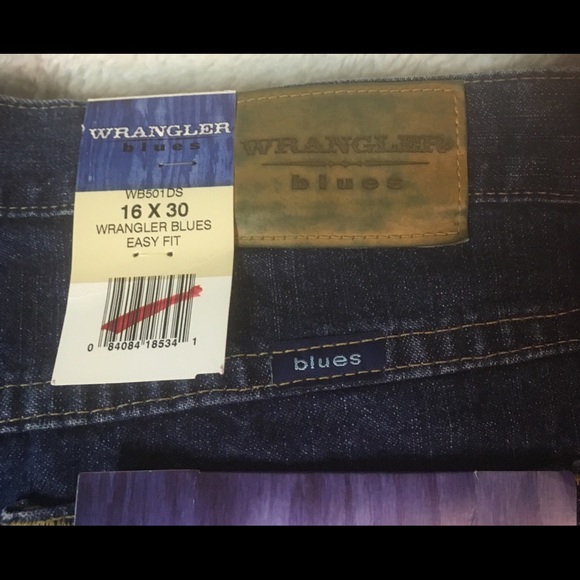 WRANGLER
blues
WB501DS
16 X 30
WRANGLER BLUES
EASY FIT
0 84084 18534 1
WRANGLER
blues
blues